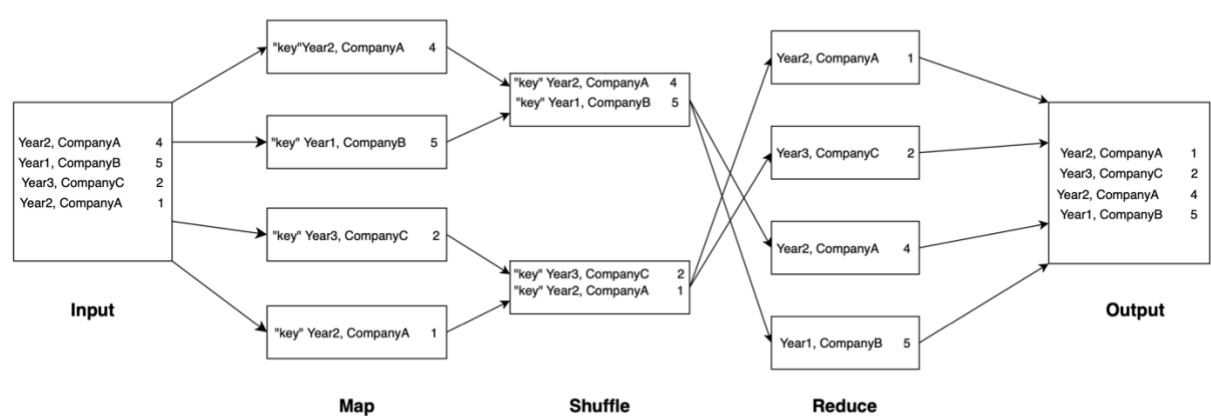 Year2, CompanyA 4
Year1, CompanyB 5
Year3, CompanyC 2
Year2, CompanyA 1
Input
"key"Year2, CompanyA 4
"key" Year1, CompanyB 5
"key" Year3, CompanyC 2
"key" Year2, CompanyA 1
Map
"key" Year2, CompanyA 4
"key" Year1, CompanyB 5
"key" Year3, CompanyC 2
"key" Year2, CompanyA 1
Shuffle
Year2, CompanyA 1
Year3, CompanyC 2
Year2, CompanyA 4
Year1, CompanyB 5
Reduce
Year2, CompanyA 1
Year3, CompanyC 2
Year2, CompanyA 4
Year1, CompanyB 5
Output